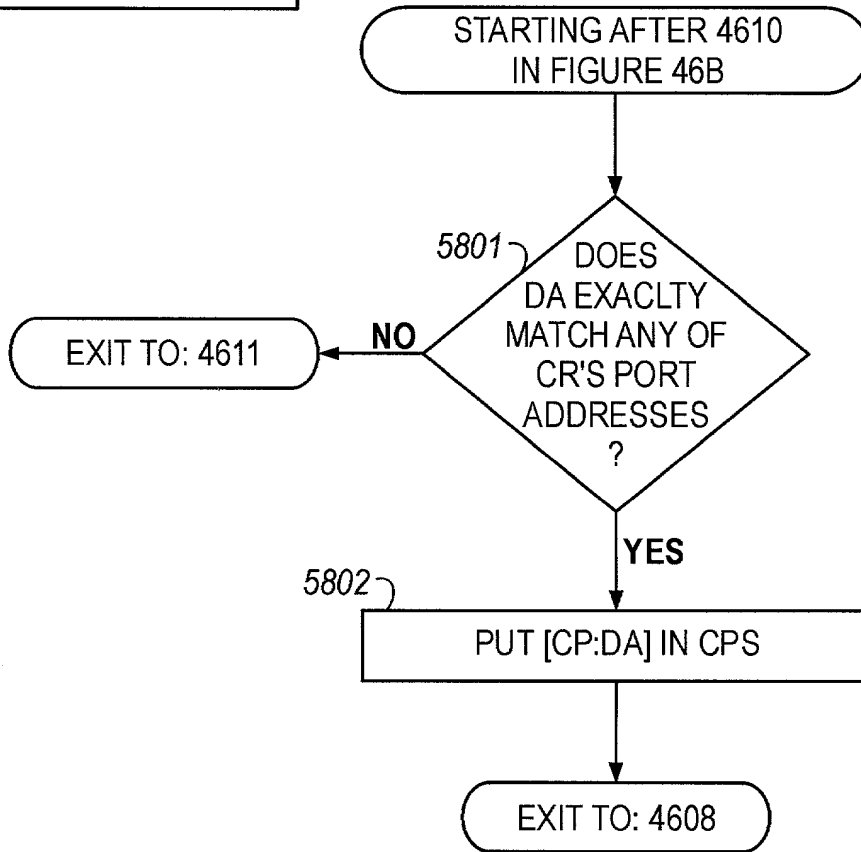 STARTING AFTER 4610
IN FIGURE 46B
5801
DOES
DA EXACLTY
MATCH ANY OF
CR'S PORT
ADDRESSES
?
NO
EXIT TO: 4611
YES
5802
PUT [CP:DA] IN CPS
EXIT TO: 4608